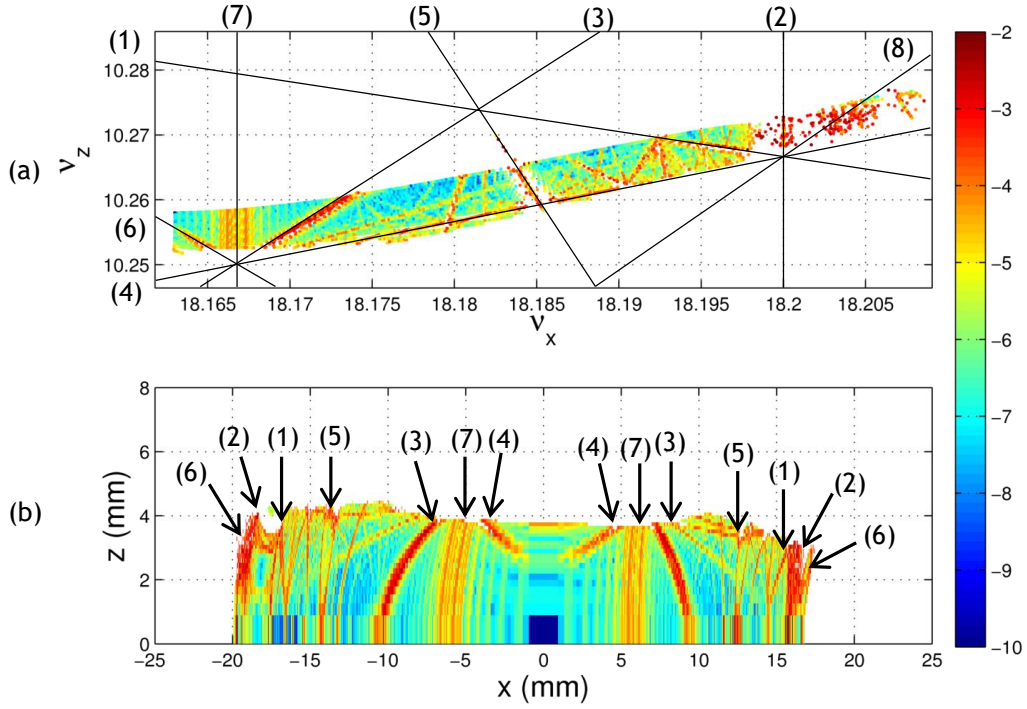 (7) (5) (3) (2)
(1) (8)
10.28 10.27 10.26 10.25
ν_z
(a)
(6)
(4)
18.165 18.17 18.175 18.18 18.185 18.19 18.195 18.2 18.205
ν_x
-2 -3 -4 -5 -6 -7 -8 -9 -10
8 6 4 2 0
z (mm)
(b)
(6) (2) (1) (5) (3) (7) (4) (4) (7) (3) (5) (1) (2) (6)
−25 −20 −15 −10 −5 0 5 10 15 20 25
x (mm)